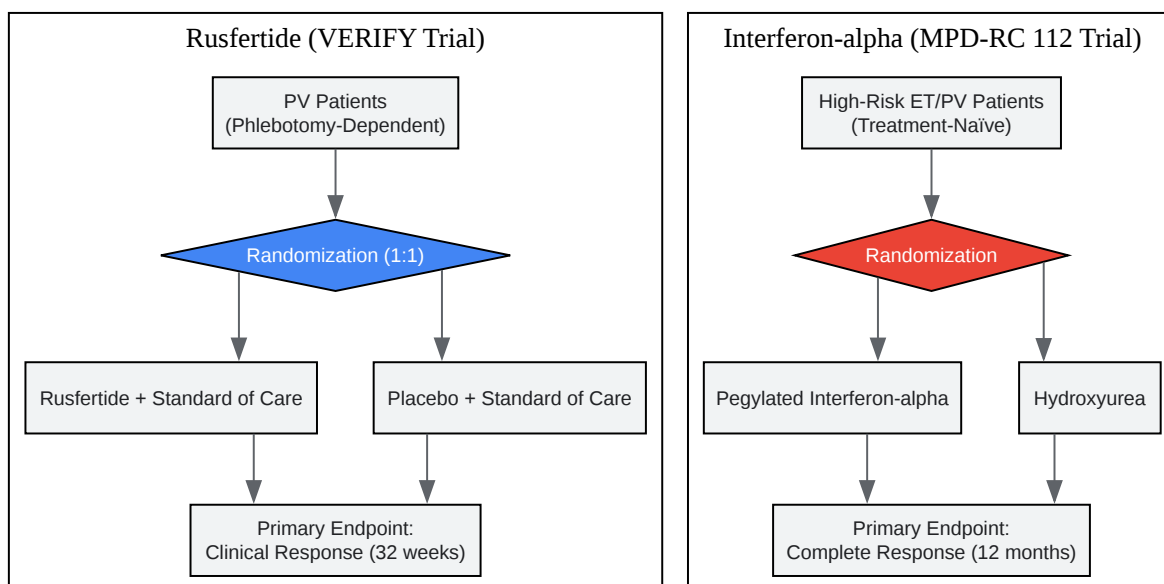 Rusfertide (VERIFY Trial)
PV Patients
(Phlebotomy-Dependent)
Randomization (1:1)
Rusfertide + Standard of Care
Placebo + Standard of Care
Primary Endpoint:
Clinical Response (32 weeks)
Interferon-alpha (MPD-RC 112 Trial)
High-Risk ET/PV Patients
(Treatment-Naïve)
Randomization
Pegylated Interferon-alpha
Hydroxyurea
Primary Endpoint:
Complete Response (12 months)